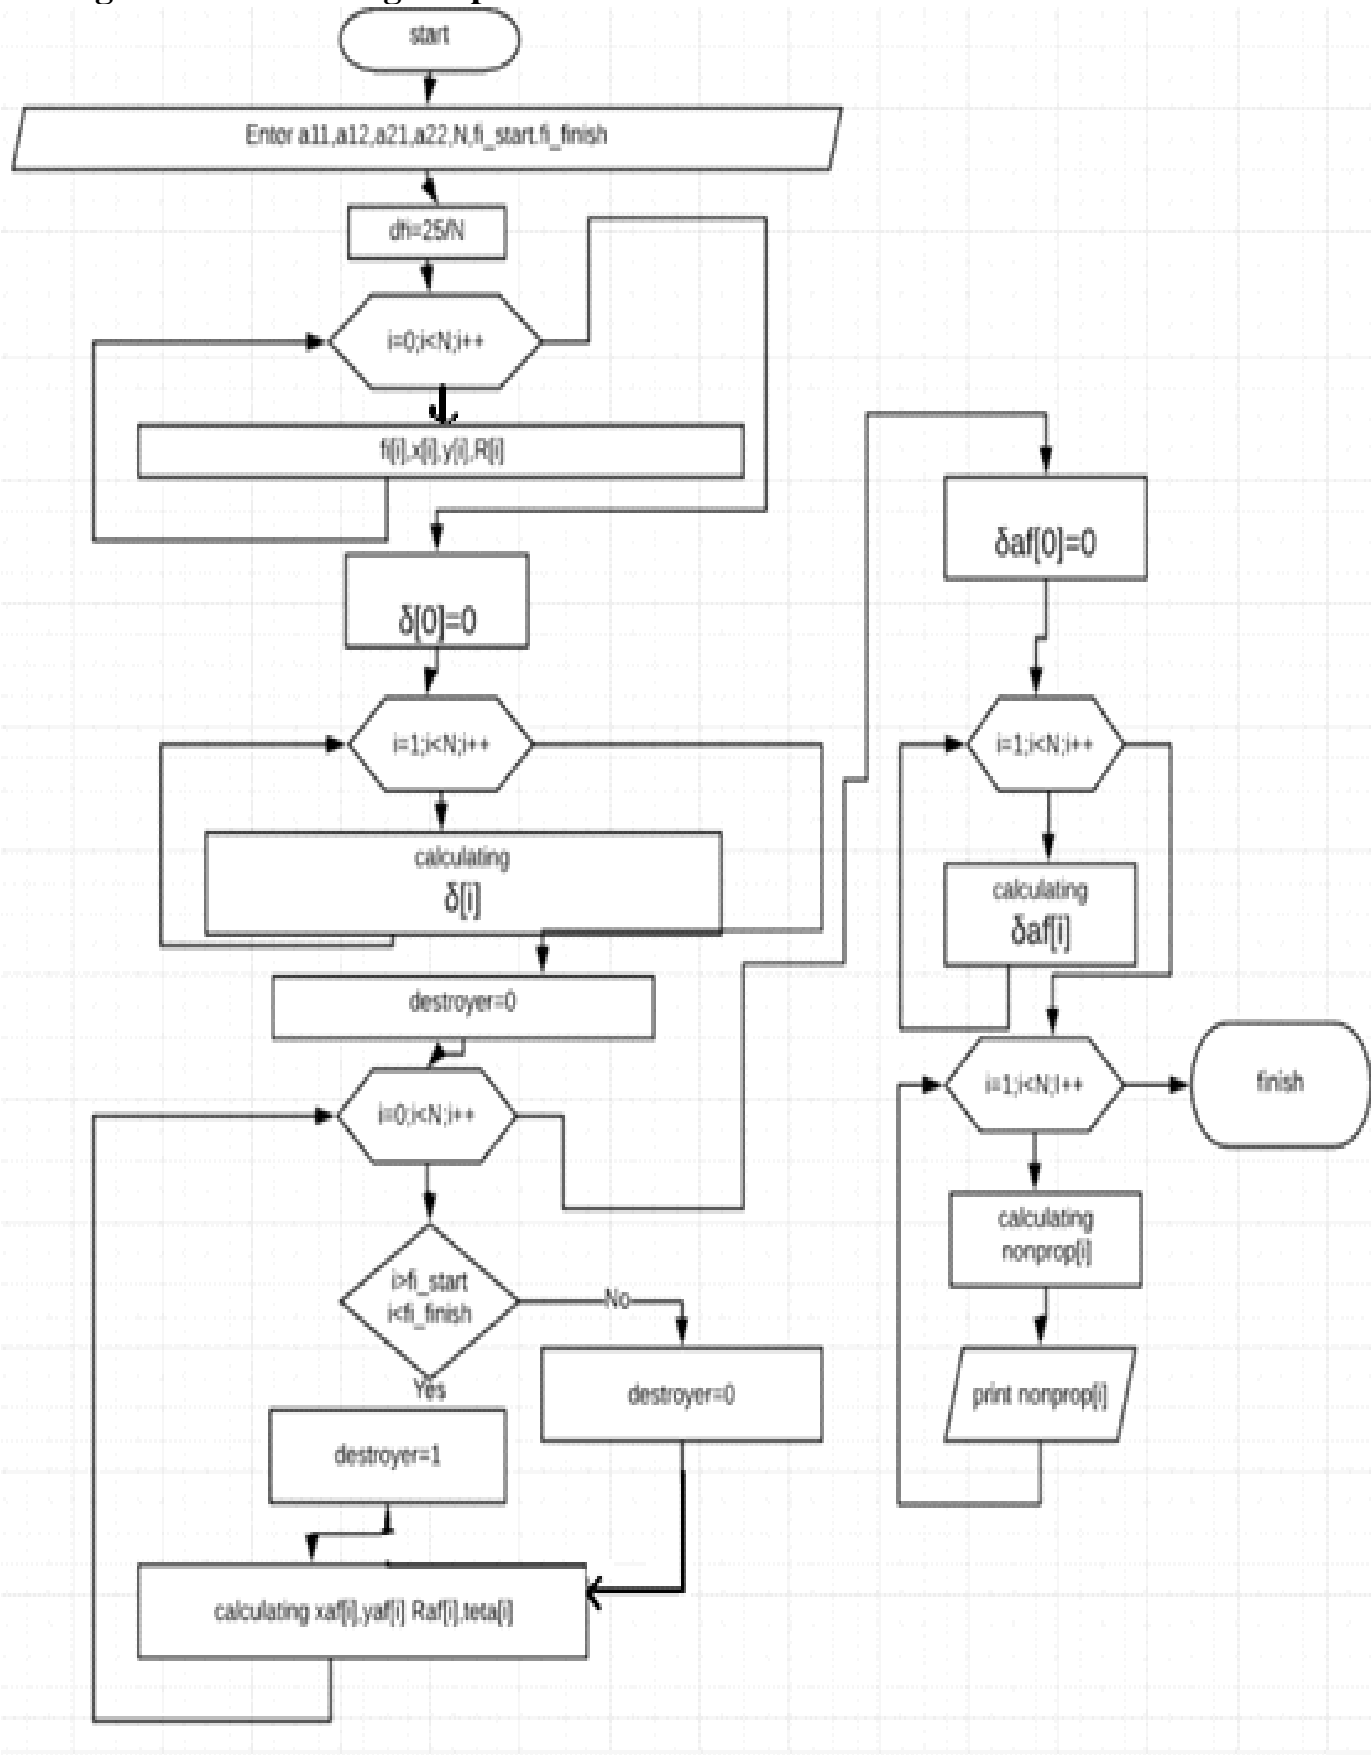 start
Enter a11,a12,a21,a22,N,fi_start.fi_finish
dfi=25/N
i=0;i<N;i++
fi[i],x[i],y[i],R[i]
δ[0]=0
i=1;i<N;i++
calculating
δ[i]
destroyer=0
i=0;i<N;i++
i>fi_start
i<fi_finish
No
Yes
destroyer=0
destroyer=1
calculating xaf[i],yaf[i] Raf[i],teta[i]
δaf[0]=0
i=1;i<N;i++
calculating
δaf[i]
i=1;i<N;I++
finish
calculating
nonprop[i]
print nonprop[i]